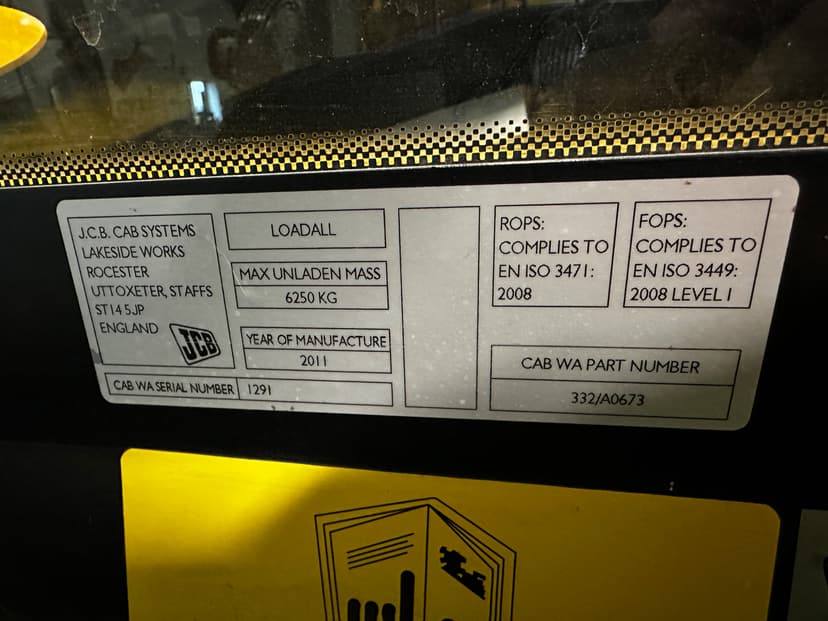 J.C.B. CAB SYSTEMS
LAKESIDE WORKS
ROCESTER
UTTOXETER, STAFFS
ST14 5JP
ENGLAND
JCB
CAB WA SERIAL NUMBER 1291
LOADALL
MAX UNLADEN MASS
6250 KG
YEAR OF MANUFACTURE
2011
ROPS:
COMPLIES TO
EN ISO 3471:
2008
FOPS:
COMPLIES TO
EN ISO 3449:
2008 LEVEL I
CAB WA PART NUMBER
332/A0673